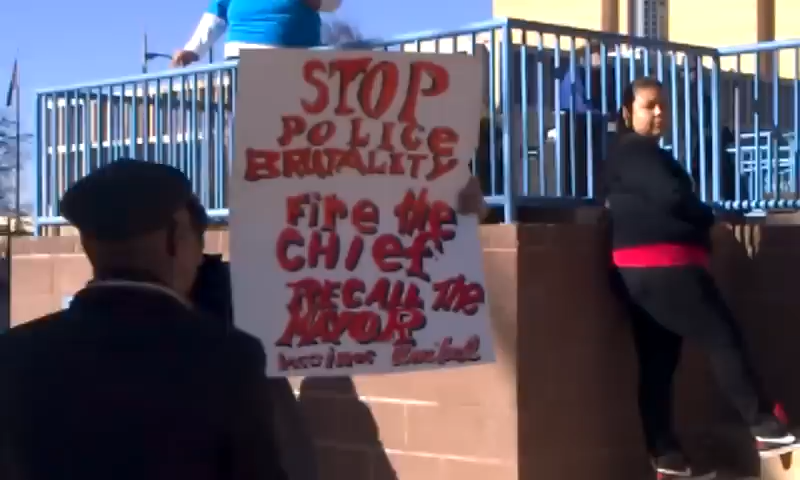 STOP
POLICE
BRUTALITY
Fire the
CHIEF
RECALL The
MAYOR